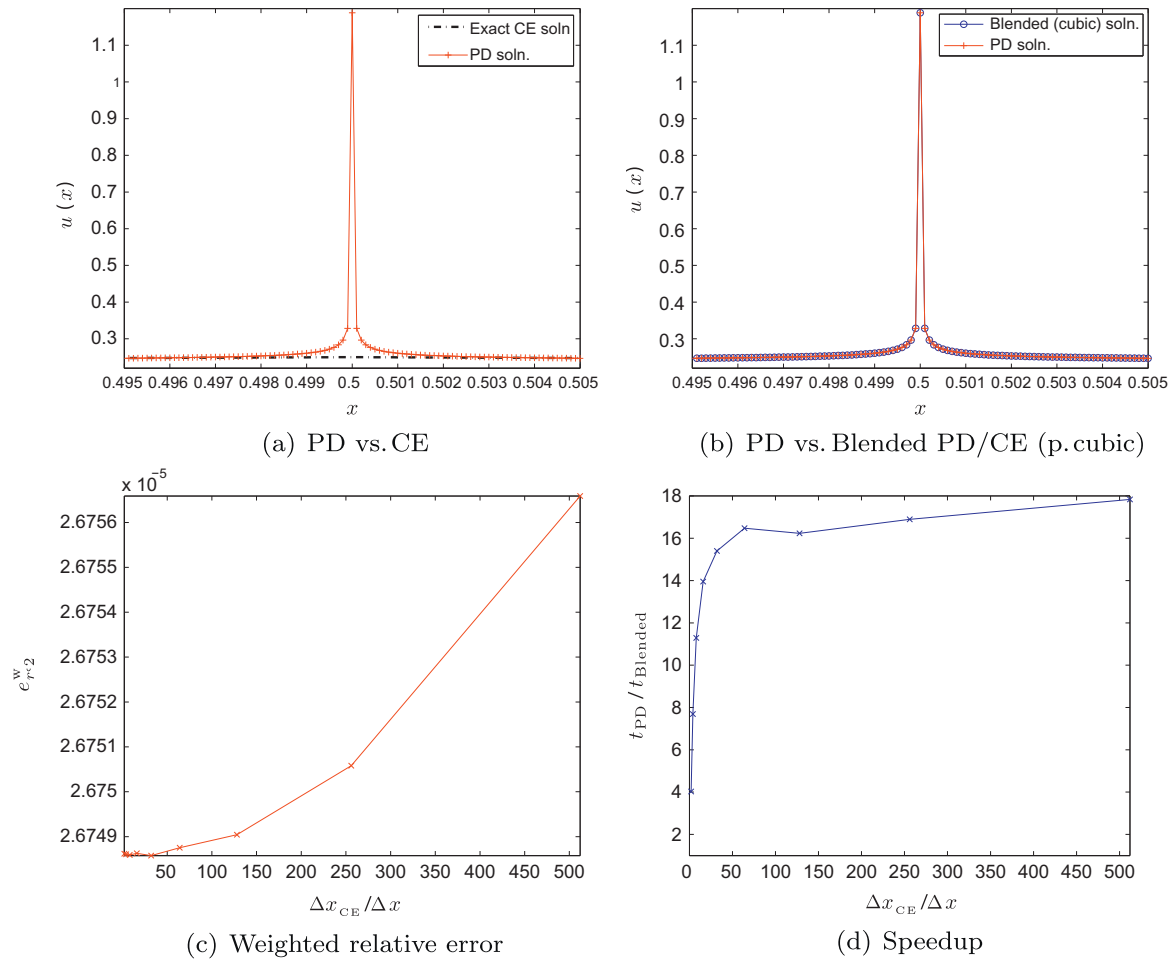 Exact CE soln
PD soln.
1.1
1
0.9
0.8
0.7
0.6
0.5
0.4
0.3
u (x)
0.495 0.496 0.497 0.498 0.499 0.5 0.501 0.502 0.503 0.504 0.505
x
(a) PD vs. CE
Blended (cubic) soln.
PD soln.
1.1
1
0.9
0.8
0.7
0.6
0.5
0.4
0.3
u (x)
0.495 0.496 0.497 0.498 0.499 0.5 0.501 0.502 0.503 0.504 0.505
x
(b) PD vs. Blended PD/CE (p. cubic)
x 10^-5
2.6756
2.6755
2.6754
2.6753
2.6752
2.6751
2.675
2.6749
50 100 150 200 250 300 350 400 450 500
Δx_CE/Δx
(c) Weighted relative error
18
16
14
12
10
8
6
4
2
t_PD/t_Blended
0 50 100 150 200 250 300 350 400 450 500
Δx_CE/Δx
(d) Speedup